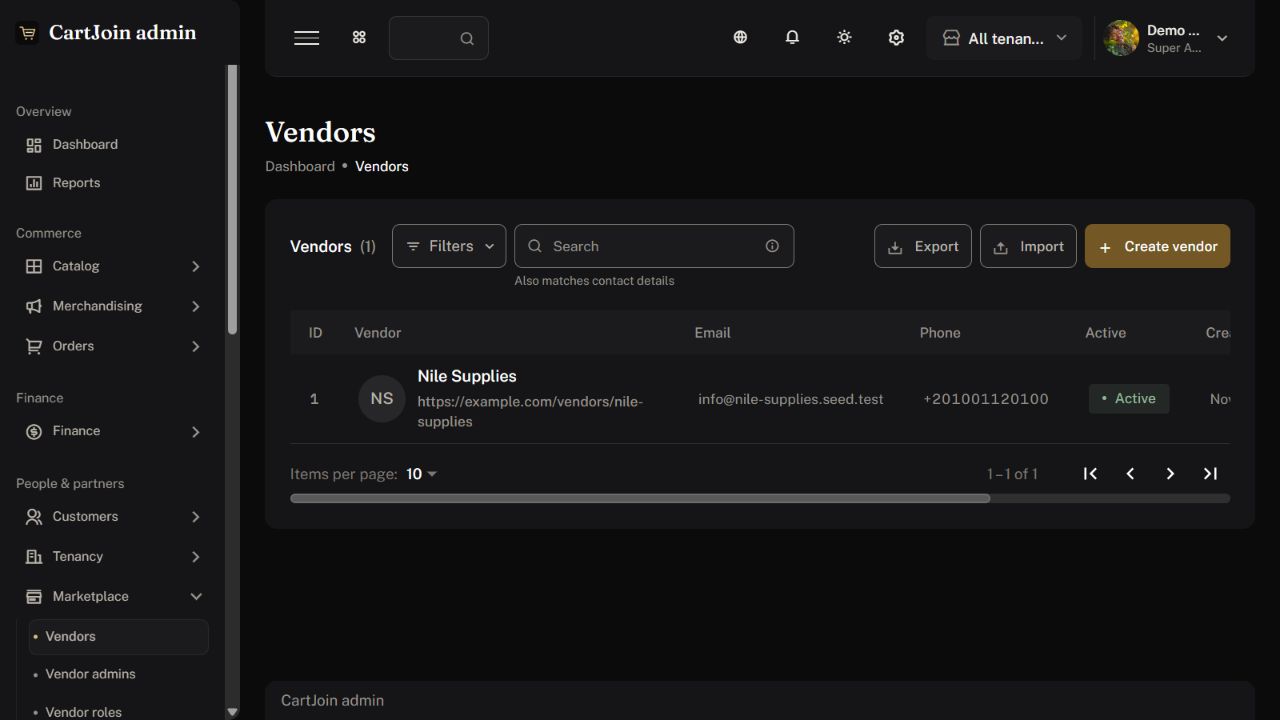 CartJoin admin
All tenan...
Demo ...
Super A...
Overview
Dashboard
Reports
Commerce
Catalog
Merchandising
Orders
Finance
Finance
People & partners
Customers
Tenancy
Marketplace
Vendors
Vendor admins
Vendor roles
Vendors
Dashboard • Vendors
Vendors (1)
Filters
Search
Export
Import
+ Create vendor
Also matches contact details
ID Vendor Email Phone Active
1
NS
Nile Supplies
https://example.com/vendors/nile-
supplies
info@nile-supplies.seed.test
+201001120100
• Active
Items per page: 10
1–1 of 1
CartJoin admin